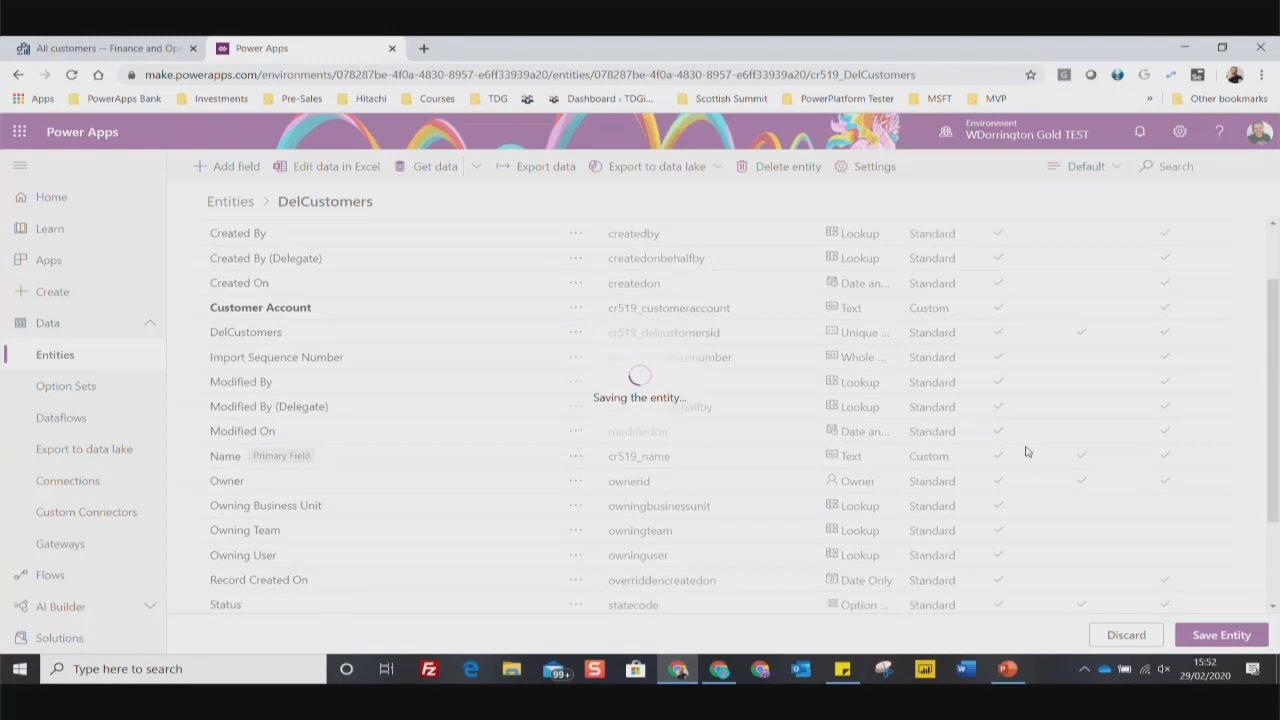 All customers -- Finance and Op
Power Apps
make.powerapps.com/environments/078287be-4f0a-4830-8957-e6ff33939a20/entities/078287be-4f0a-4830-8957-e6ff33939a20/cr519_DelCustomers
Apps PowerApps Bank Investments Pre-Sales Hitachi Courses TDG Dashboard ‹ TDGi... Scottish Summit PowerPlatform Tester MSFT MVP » Other bookmarks
Power Apps
Environment
WDorrington Gold TEST
Add field Edit data in Excel Get data Export data Export to data lake Delete entity Settings Default Search
Entities > DelCustomers
Home
Learn
Apps
Create
Data
Entities
Option Sets
Dataflows
Export to data lake
Connections
Custom Connectors
Gateways
Flows
AI Builder
Solutions
Created By ··· createdby Lookup Standard
Created By (Delegate) ··· createdonbehalfby Lookup Standard
Created On ··· createdon Date an... Standard
Customer Account ··· cr519_customeraccount Text Custom
DelCustomers ··· cr519_delcustomersid Unique ... Standard
Import Sequence Number ··· Whole ... Standard
Modified By ··· Lookup Standard
Saving the entity...
Modified By (Delegate) ··· Lookup Standard
Modified On ··· modifiedon Date an... Standard
Name Primary Field ··· cr519_name Text Custom
Owner ··· ownerid Owner Standard
Owning Business Unit ··· owningbusinessunit Lookup Standard
Owning Team ··· owningteam Lookup Standard
Owning User ··· owninguser Lookup Standard
Record Created On ··· overriddencreatedon Date Only Standard
Status ··· statecode Option ... Standard
Discard Save Entity
Type here to search
99+
15:52
29/02/2020